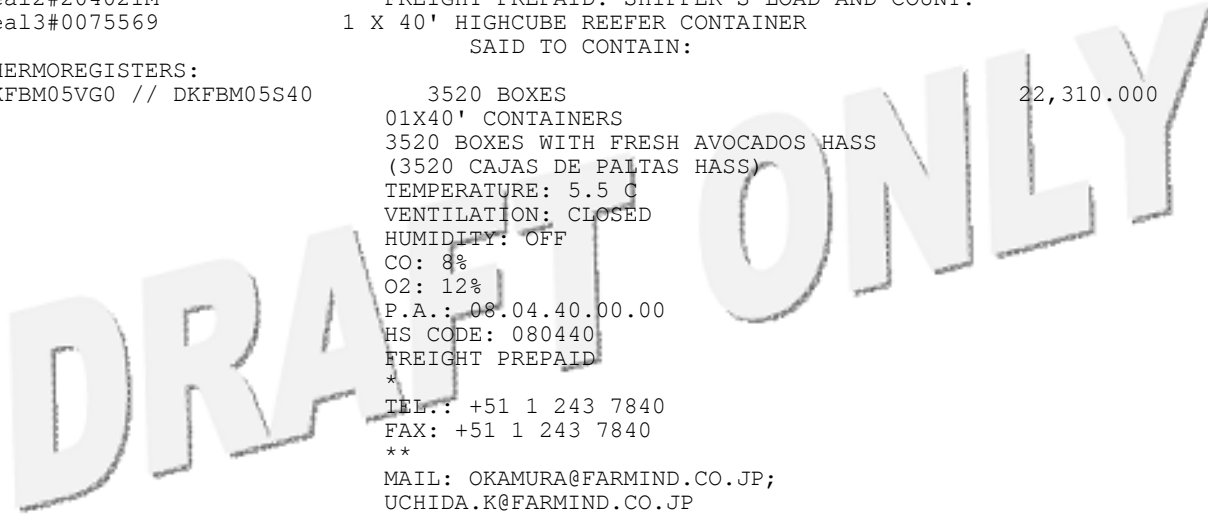 eal2#204021M FREIGHT PREPAID. SHIPPER'S LOAD AND COUNT.
eal3#0075569 1 X 40' HIGHCUBE REEFER CONTAINER
SAID TO CONTAIN:
HERMOREGISTERS:
KFBM05VG0 // DKFBM05S40 3520 BOXES 22,310.000
01X40' CONTAINERS
3520 BOXES WITH FRESH AVOCADOS HASS
(3520 CAJAS DE PALTAS HASS)
TEMPERATURE: 5.5 C
VENTILATION: CLOSED
HUMIDITY: OFF
CO: 8%
O2: 12%
P.A.: 08.04.40.00.00
HS CODE: 080440
FREIGHT PREPAID
*
TEL.: +51 1 243 7840
FAX: +51 1 243 7840
**
MAIL: OKAMURA@FARMIND.CO.JP;
UCHIDA.K@FARMIND.CO.JP
DRAFT ONLY